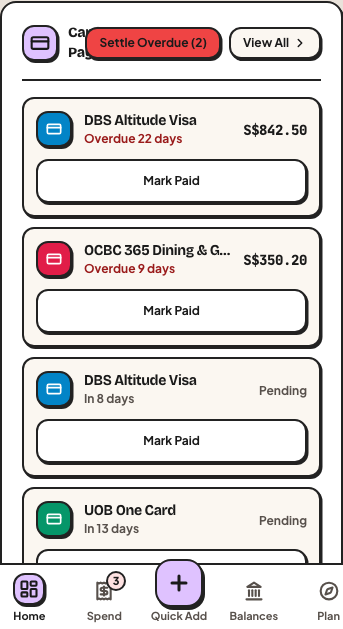 Settle Overdue (2)
View All
DBS Altitude Visa
S$842.50
Overdue 22 days
Mark Paid
OCBC 365 Dining & G...
S$350.20
Overdue 9 days
Mark Paid
DBS Altitude Visa
Pending
In 8 days
Mark Paid
UOB One Card
Pending
In 13 days
3
Home
Spend
Quick Add
Balances
Plan